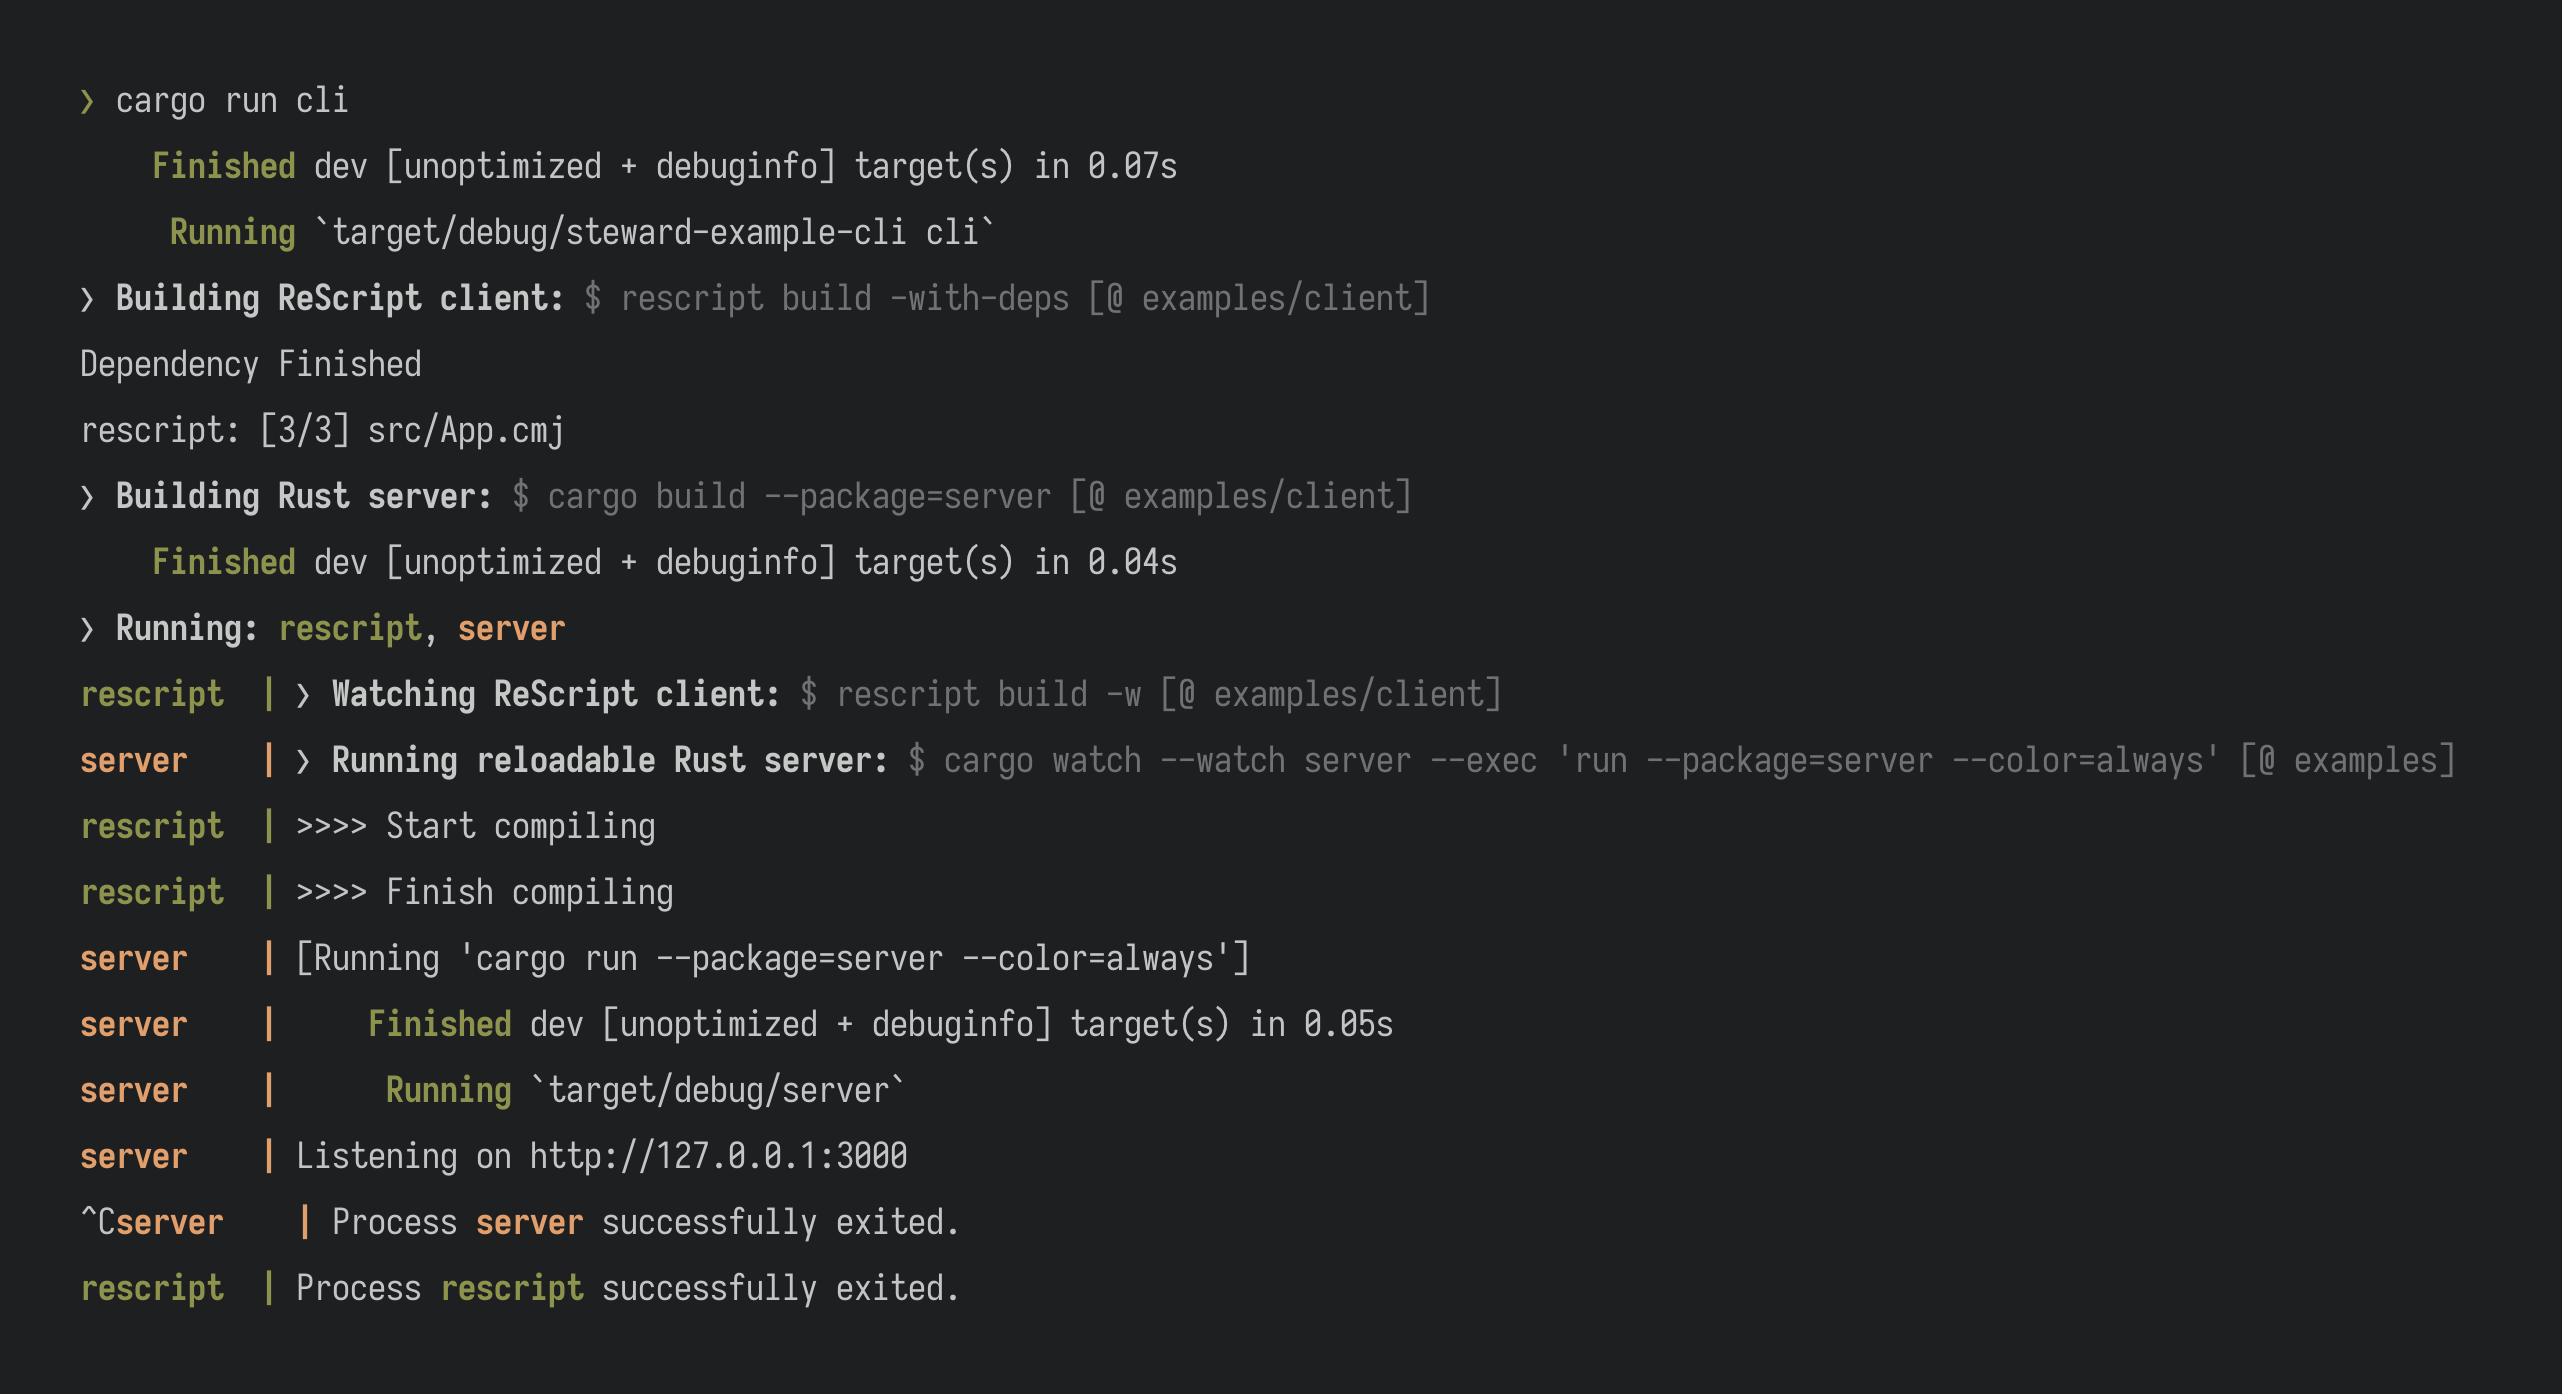 ❯ cargo run cli
    Finished dev [unoptimized + debuginfo] target(s) in 0.07s
     Running `target/debug/steward-example-cli cli`
❯ Building ReScript client: $ rescript build -with-deps [@ examples/client]
Dependency Finished
rescript: [3/3] src/App.cmj
❯ Building Rust server: $ cargo build --package=server [@ examples/client]
    Finished dev [unoptimized + debuginfo] target(s) in 0.04s
❯ Running: rescript, server
rescript  | ❯ Watching ReScript client: $ rescript build -w [@ examples/client]
server    | ❯ Running reloadable Rust server: $ cargo watch --watch server --exec 'run --package=server --color=always' [@ examples]
rescript  | >>>> Start compiling
rescript  | >>>> Finish compiling
server    | [Running 'cargo run --package=server --color=always']
server    |     Finished dev [unoptimized + debuginfo] target(s) in 0.05s
server    |      Running `target/debug/server`
server    | Listening on http://127.0.0.1:3000
^Cserver    | Process server successfully exited.
rescript  | Process rescript successfully exited.